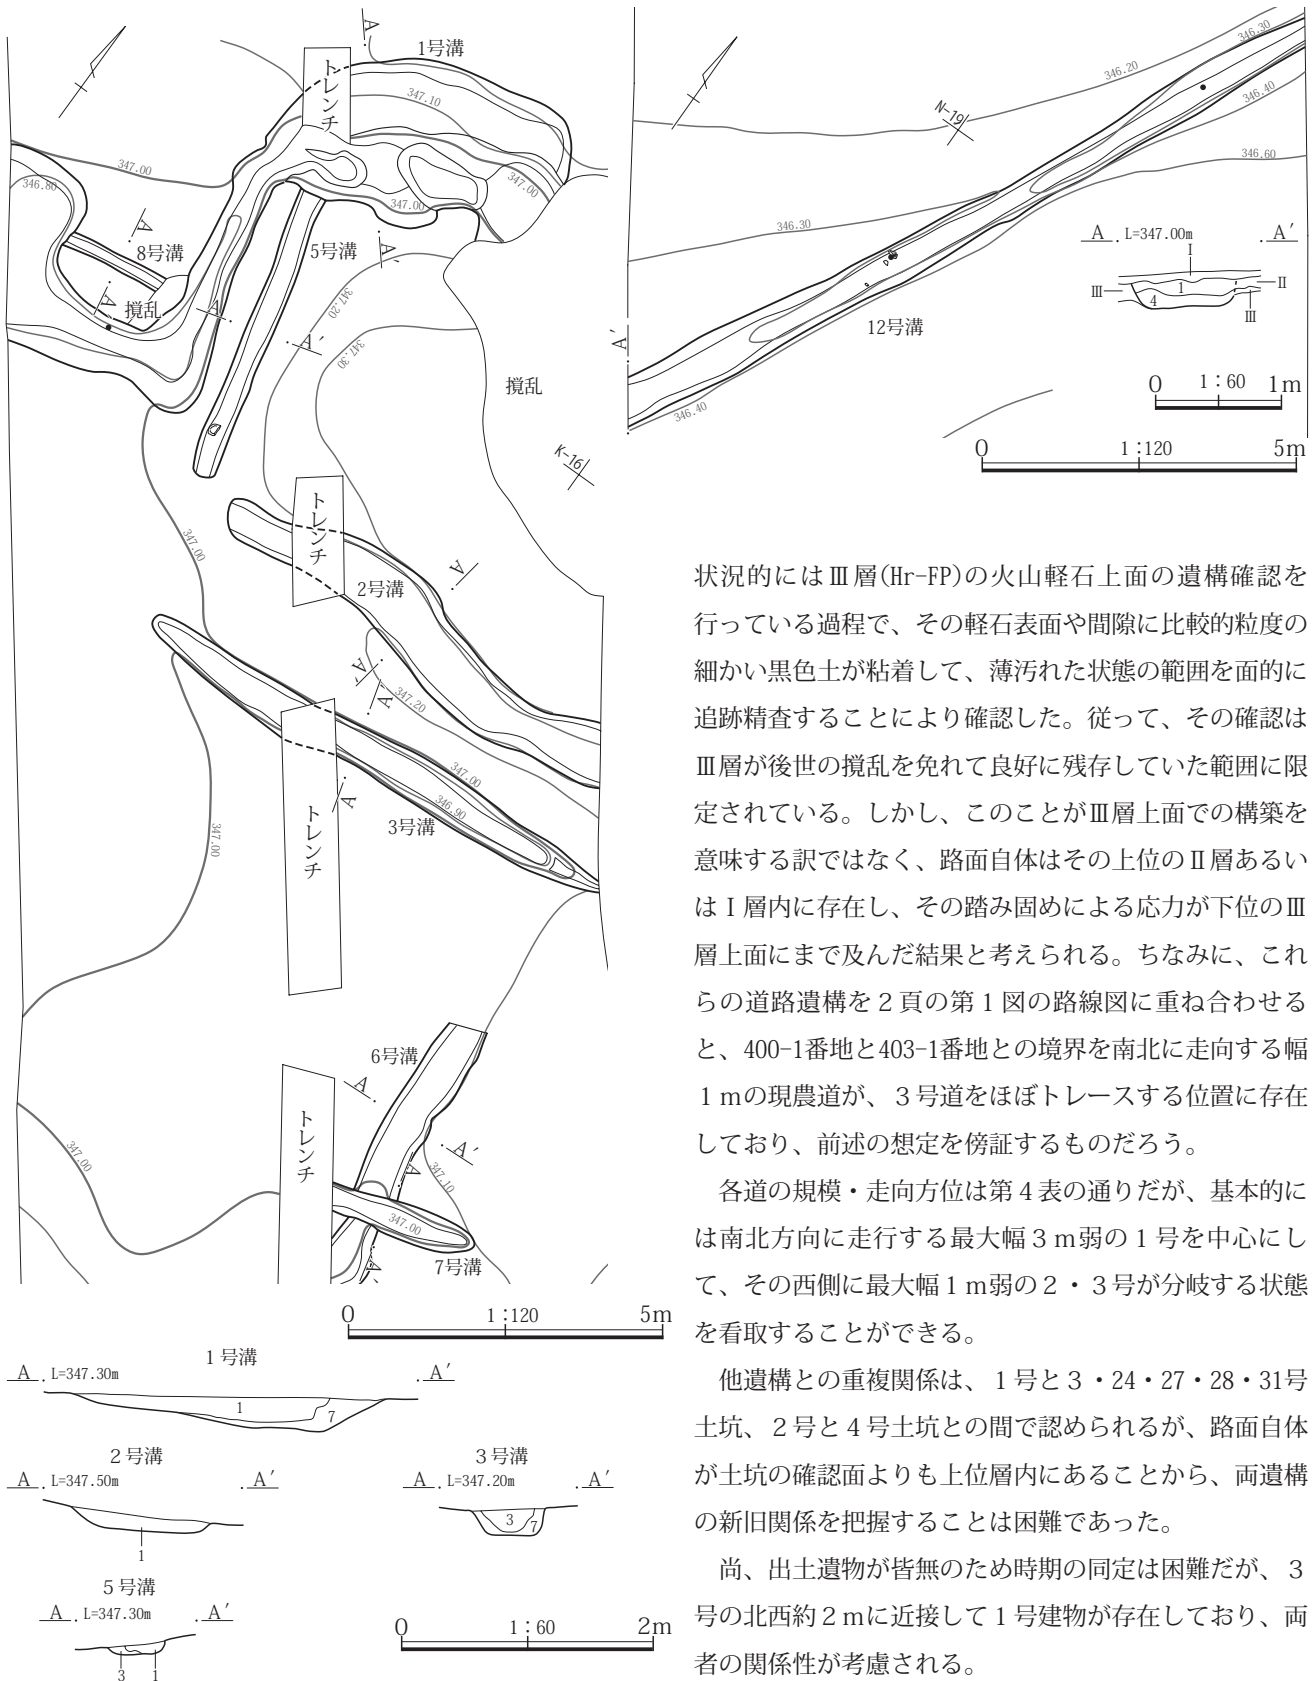 A
1号溝
トレンチ
347.10
347.00
346.80
347.00
347.00
A
8号溝
5号溝
A′
A′
攪乱
A
347.20
A′
347.30
攪乱
K-16
トレンチ
347.00
2号溝
A
A′
A′
347.20
347.00
346.90
A
3号溝
トレンチ
347.00
6号溝
A
トレンチ
347.00
A′
A
347.10
347.00
7号溝
A′
0 1：120 5m
346.30
346.20
346.40
N-19
346.60
346.30
A L=347.00m A′
Ⅰ
Ⅲ 1 Ⅱ
4 Ⅲ
12号溝
A′
346.40
0 1：60 1m
0 1：120 5m
1号溝
A L=347.30m A′
1 7
2号溝
A L=347.50m A′
1
3号溝
A L=347.20m A′
3 7
5号溝
A L=347.30m A′
3 1
0 1：60 2m
状況的にはⅢ層(Hr-FP)の火山軽石上面の遺構確認を
行っている過程で、その軽石表面や間隙に比較的粒度の
細かい黒色土が粘着して、薄汚れた状態の範囲を面的に
追跡精査することにより確認した。従って、その確認は
Ⅲ層が後世の攪乱を免れて良好に残存していた範囲に限
定されている。しかし、このことがⅢ層上面での構築を
意味する訳ではなく、路面自体はその上位のⅡ層あるい
はⅠ層内に存在し、その踏み固めによる応力が下位のⅢ
層上面にまで及んだ結果と考えられる。ちなみに、これ
らの道路遺構を２頁の第１図の路線図に重ね合わせる
と、400-1番地と403-1番地との境界を南北に走向する幅
１ｍの現農道が、３号道をほぼトレースする位置に存在
しており、前述の想定を傍証するものだろう。
　各道の規模・走向方位は第４表の通りだが、基本的に
は南北方向に走行する最大幅３ｍ弱の１号を中心にし
て、その西側に最大幅１ｍ弱の２・３号が分岐する状態
を看取することができる。
　他遺構との重複関係は、１号と３・24・27・28・31号
土坑、２号と４号土坑との間で認められるが、路面自体
が土坑の確認面よりも上位層内にあることから、両遺構
の新旧関係を把握することは困難であった。
　尚、出土遺物が皆無のため時期の同定は困難だが、３
号の北西約２ｍに近接して１号建物が存在しており、両
者の関係性が考慮される。